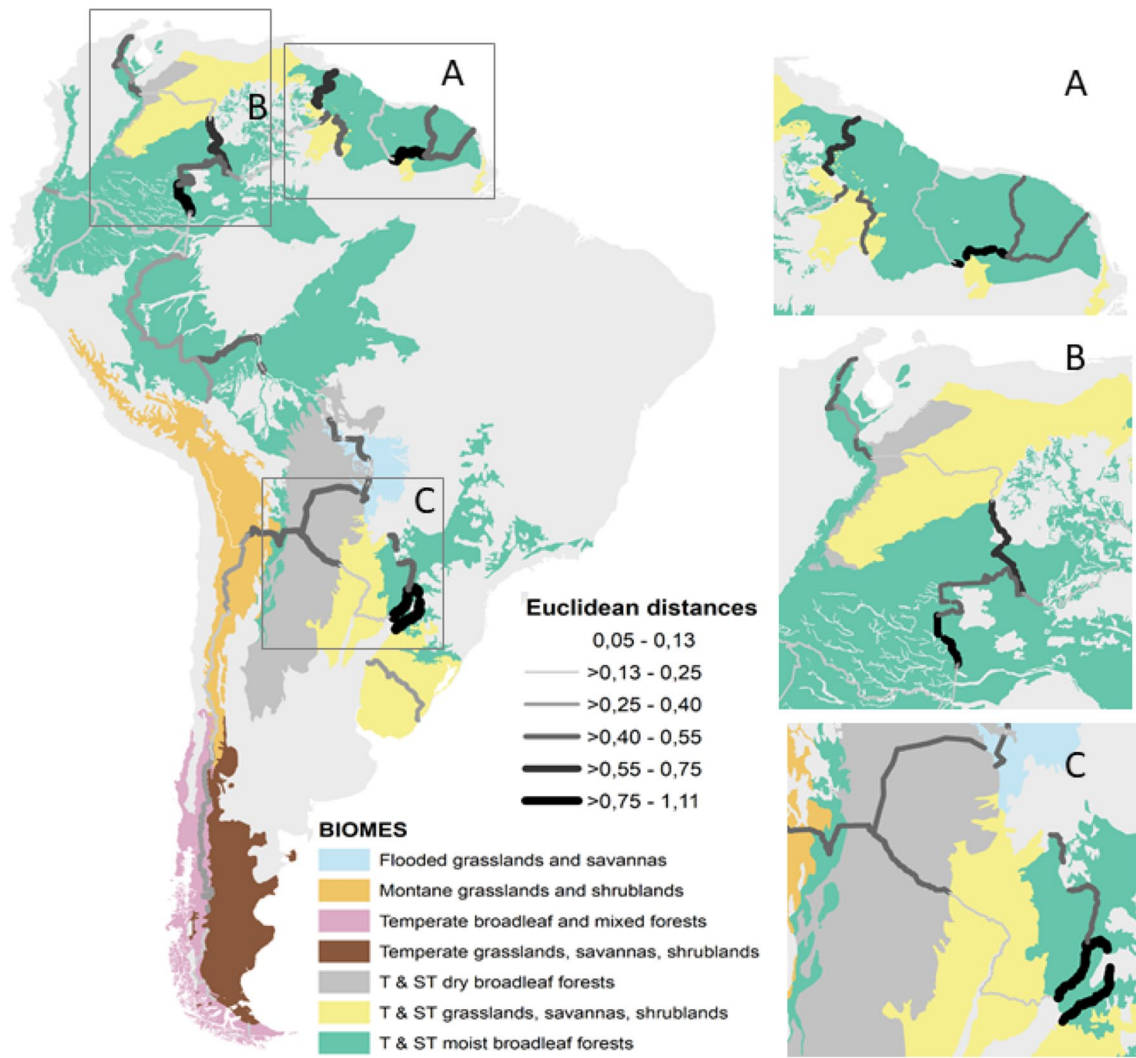 A
B
C
A
B
C
Euclidean distances
0,05 - 0,13
>0,13 - 0,25
>0,25 - 0,40
>0,40 - 0,55
>0,55 - 0,75
>0,75 - 1,11
BIOMES
Flooded grasslands and savannas
Montane grasslands and shrublands
Temperate broadleaf and mixed forests
Temperate grasslands, savannas, shrublands
T & ST dry broadleaf forests
T & ST grasslands, savannas, shrublands
T & ST moist broadleaf forests